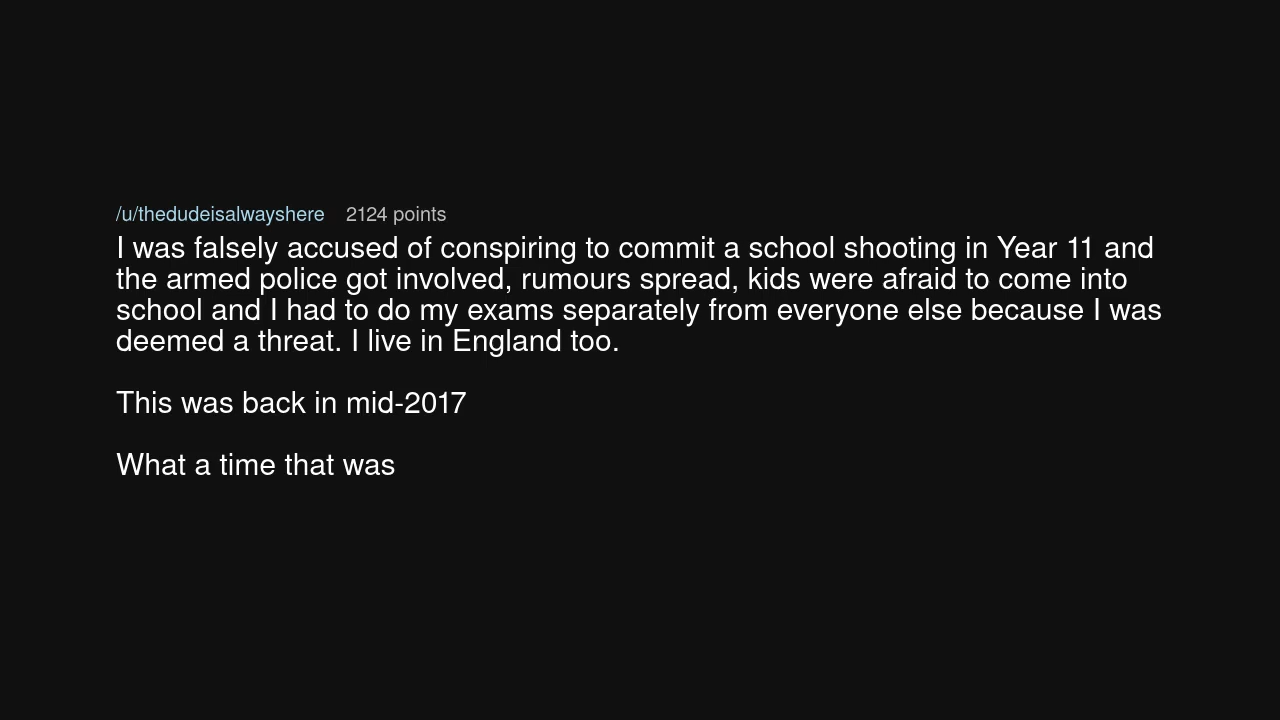 /u/thedudeisalwayshere 2124 points
I was falsely accused of conspiring to commit a school shooting in Year 11 and
the armed police got involved, rumours spread, kids were afraid to come into
school and I had to do my exams separately from everyone else because I was
deemed a threat. I live in England too.
This was back in mid-2017
What a time that was